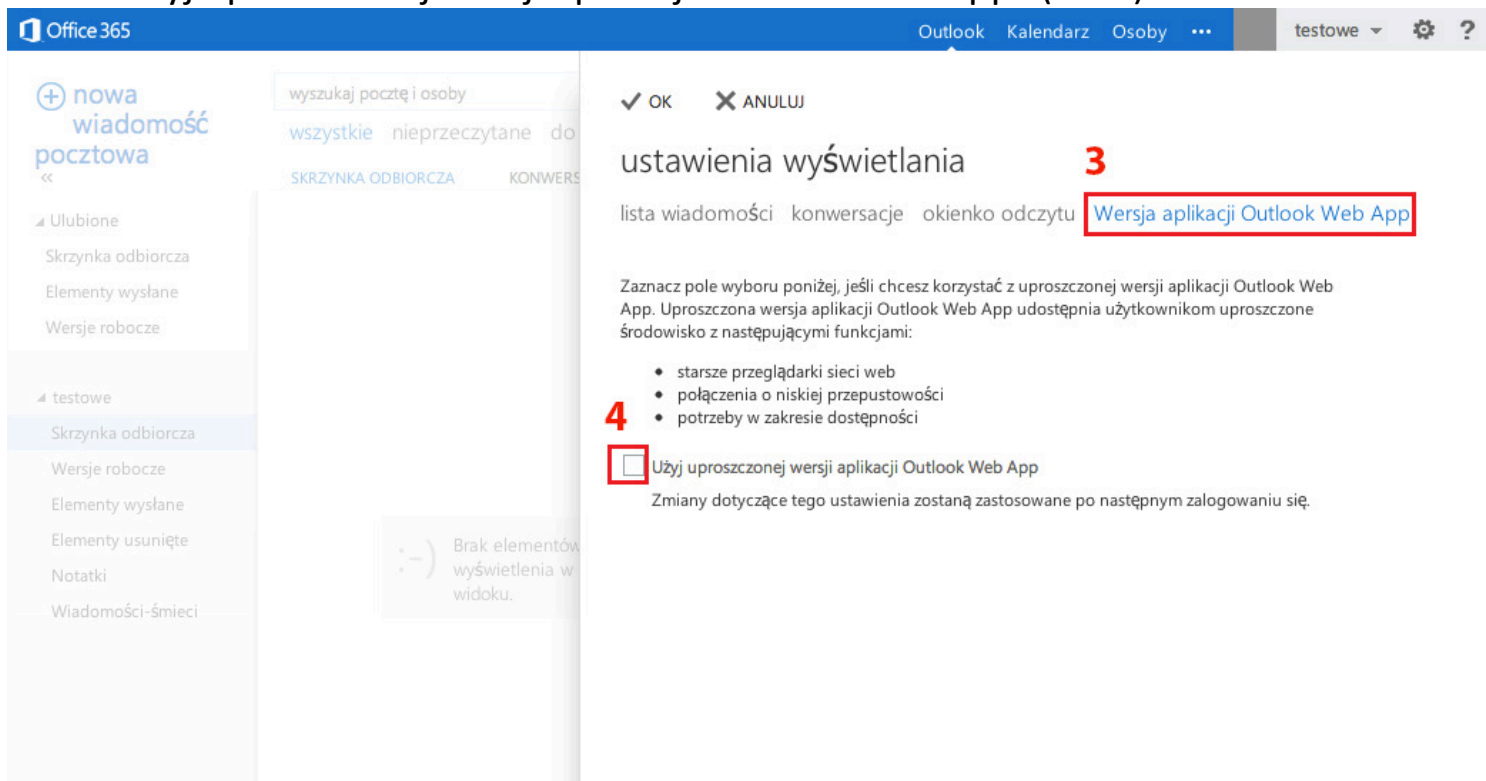 Office 365
Outlook Kalendarz Osoby ••• testowe ?
nowa
wiadomość
pocztowa
«
wyszukaj pocztę i osoby
wszystkie nieprzeczytane do
SKRZYNKA ODBIORCZA KONWERS
Ulubione
Skrzynka odbiorcza
Elementy wysłane
Wersje robocze
testowe
Skrzynka odbiorcza
Wersje robocze
Elementy wysłane
Elementy usunięte
Notatki
Wiadomości-śmieci
:-) Brak elementów
wyświetlenia w
widoku.
OK ANULUJ
ustawienia wyświetlania
3
lista wiadomości konwersacje okienko odczytu Wersja aplikacji Outlook Web App
Zaznacz pole wyboru poniżej, jeśli chcesz korzystać z uproszczonej wersji aplikacji Outlook Web
App. Uproszczona wersja aplikacji Outlook Web App udostępnia użytkownikom uproszczone
środowisko z następującymi funkcjami:
• starsze przeglądarki sieci web
• połączenia o niskiej przepustowości
• potrzeby w zakresie dostępności
4
Użyj uproszczonej wersji aplikacji Outlook Web App
Zmiany dotyczące tego ustawienia zostaną zastosowane po następnym zalogowaniu się.